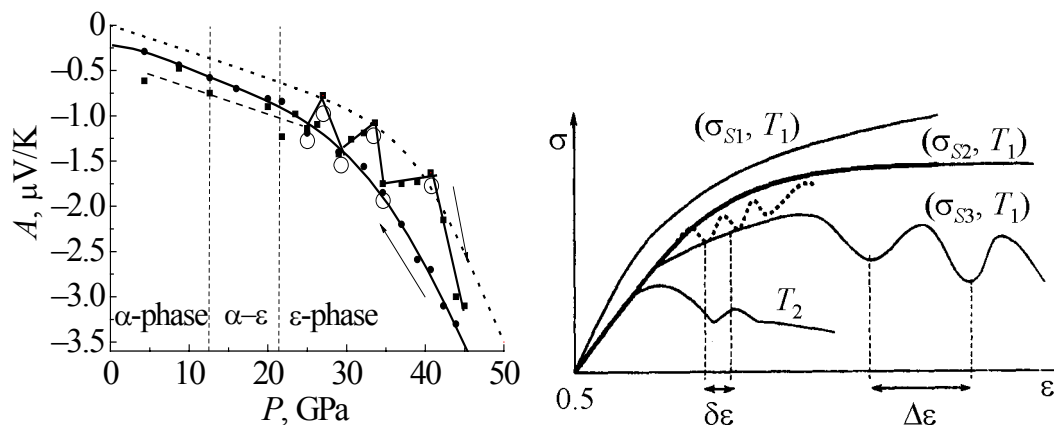 0
–0.5
–1.0
–1.5
–2.0
–2.5
–3.0
–3.5
A, μV/K
α-phase
α–ε
ε-phase
0 10 20 30 40 50
P, GPa
σ
(σS1, T1)
(σS2, T1)
(σS3, T1)
T2
0.5
δε
Δε
ε